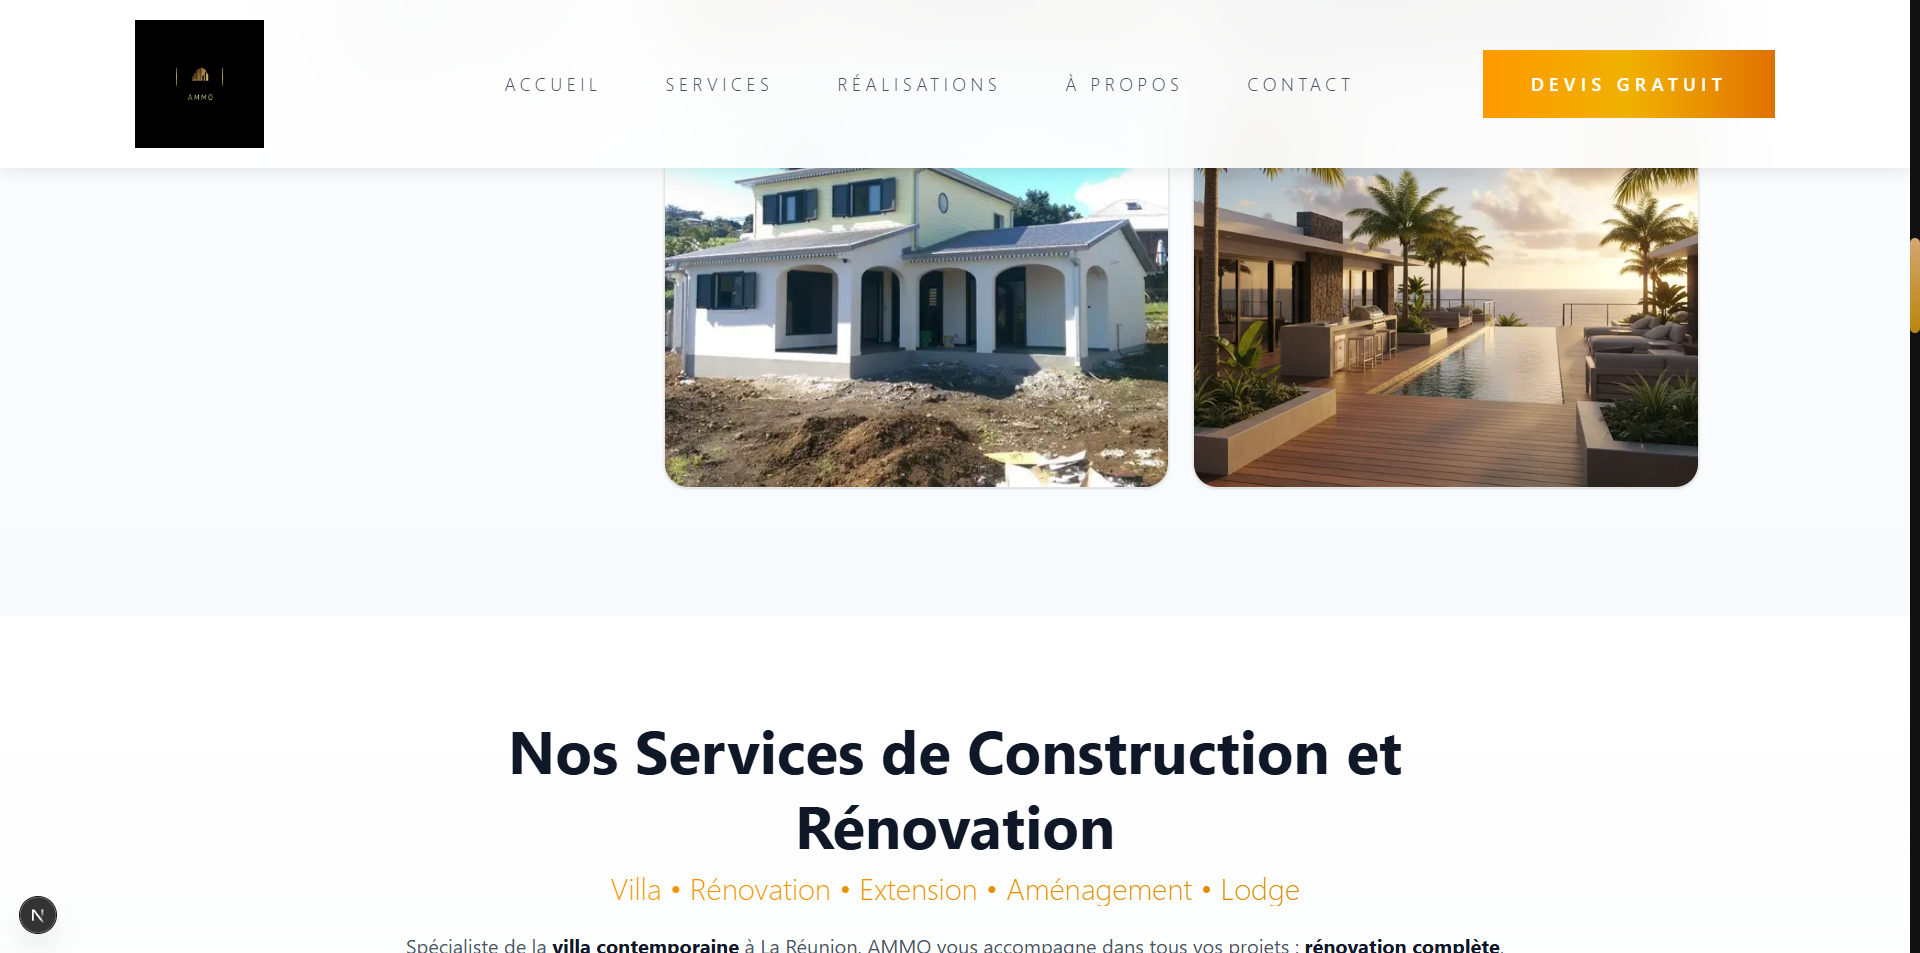 AMMO
ACCUEIL
SERVICES
RÉALISATIONS
À PROPOS
CONTACT
DEVIS GRATUIT
Nos Services de Construction et
Rénovation
Villa • Rénovation • Extension • Aménagement • Lodge
Spécialiste de la villa contemporaine à La Réunion, AMMO vous accompagne dans tous vos projets : rénovation complète,
N